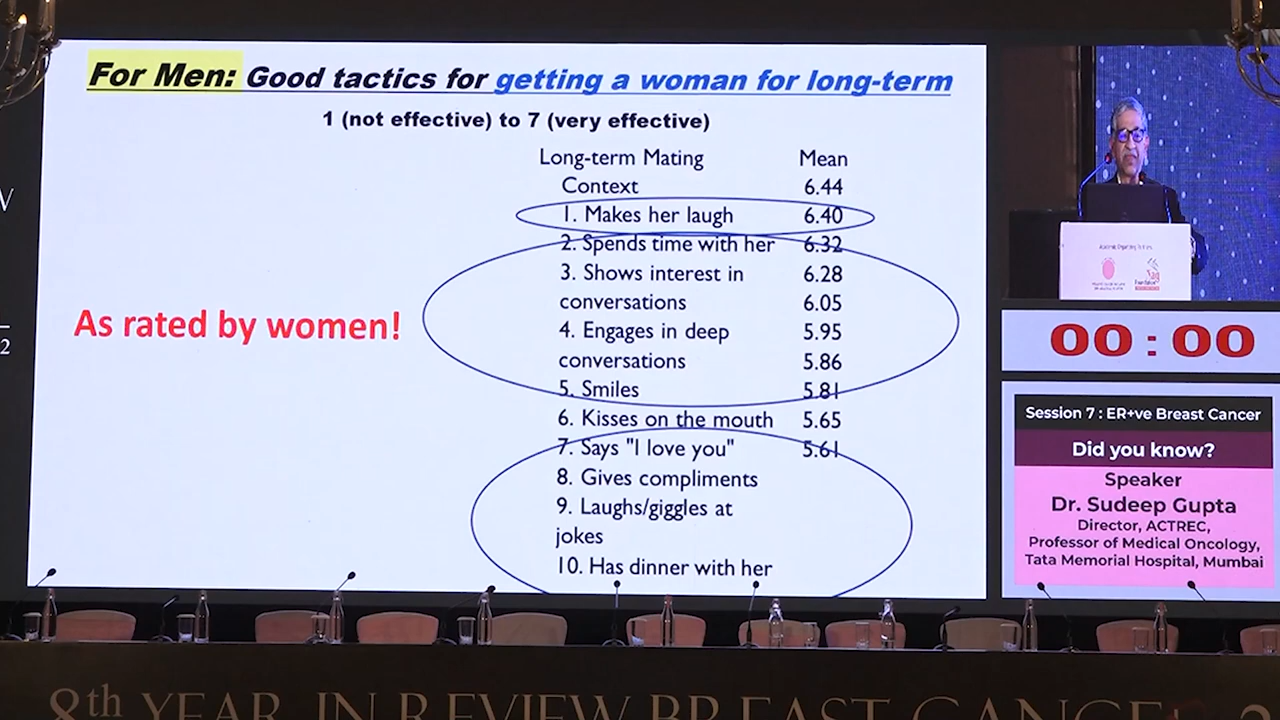 For Men: Good tactics for getting a woman for long-term
1 (not effective) to 7 (very effective)
Long-term Mating Mean
Context 6.44
1. Makes her laugh 6.40
2. Spends time with her 6.32
3. Shows interest in 6.28
conversations 6.05
4. Engages in deep 5.95
conversations 5.86
5. Smiles 5.81
6. Kisses on the mouth 5.65
7. Says "I love you" 5.61
8. Gives compliments
9. Laughs/giggles at
jokes
10. Has dinner with her
As rated by women!
00 : 00
Session 7 : ER+ve Breast Cancer
Did you know?
Speaker
Dr. Sudeep Gupta
Director, ACTREC,
Professor of Medical Oncology,
Tata Memorial Hospital, Mumbai
8th YEAR IN REVIEW BREAST CANCE